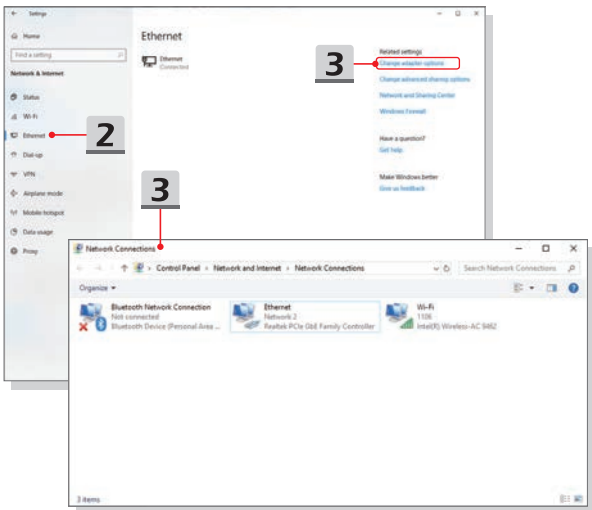 Settings
Home
Find a setting
Network & Internet
Status
Wi-Fi
Ethernet
Dial-up
VPN
Airplane mode
Mobile hotspot
Data usage
Proxy
2
Ethernet
Ethernet
Connected
3
Related settings
Change adapter options
Change advanced sharing options
Network and Sharing Center
Windows Firewall
Have a question?
Get help
Make Windows better
Give us feedback
3
Network Connections
Control Panel › Network and Internet › Network Connections
Search Network Connections
Organize
Bluetooth Network Connection
Not connected
Bluetooth Device (Personal Area ...
Ethernet
Network 2
Realtek PCIe GbE Family Controller
Wi-Fi
1106
Intel(R) Wireless-AC 9462
3 items